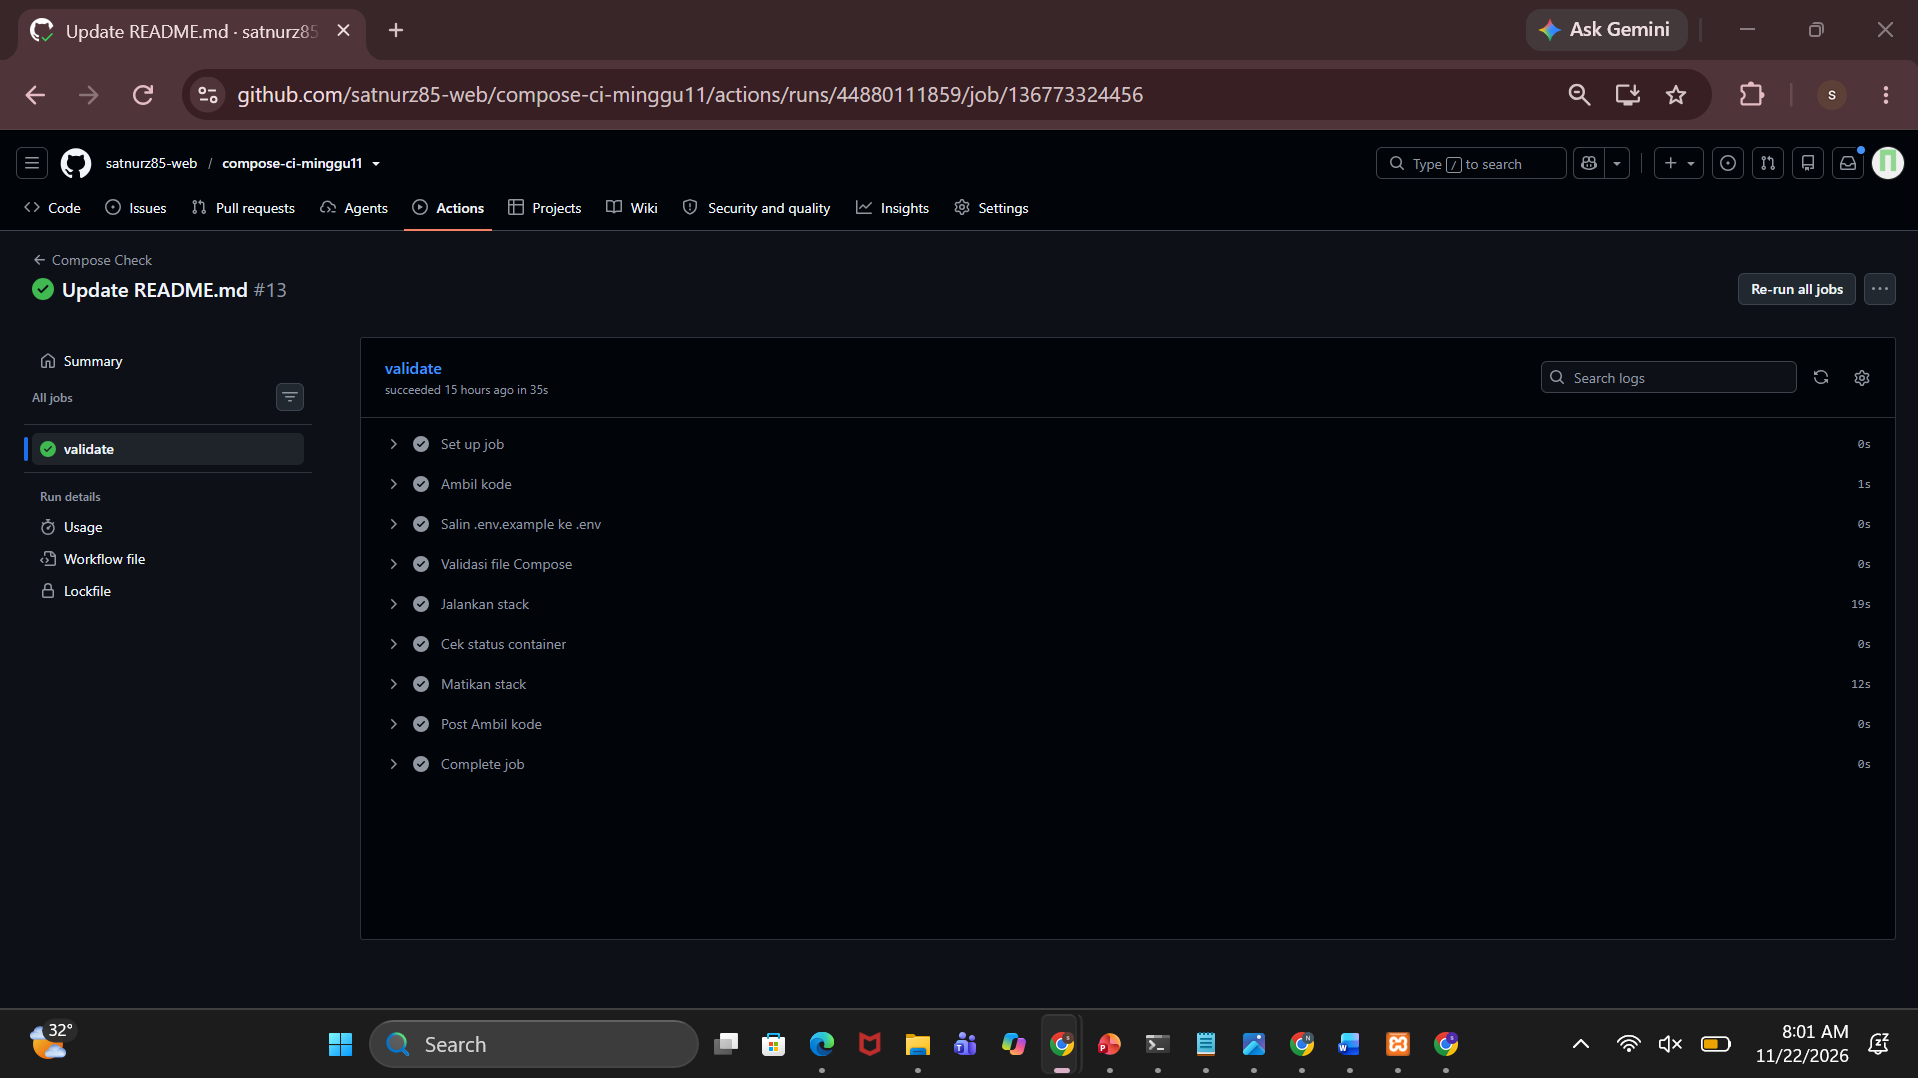 Update README.md · satnurz85
Ask Gemini
github.com/satnurz85-web/compose-ci-minggu11/actions/runs/44880111859/job/136773324456
s
satnurz85-web / compose-ci-minggu11
Type / to search
Code Issues Pull requests Agents Actions Projects Wiki Security and quality Insights Settings
Compose Check
Update README.md #13
Re-run all jobs
Summary
All jobs
validate
Run details
Usage
Workflow file
Lockfile
validate
succeeded 15 hours ago in 35s
Search logs
Set up job 0s
Ambil kode 1s
Salin .env.example ke .env 0s
Validasi file Compose 0s
Jalankan stack 19s
Cek status container 0s
Matikan stack 12s
Post Ambil kode 0s
Complete job 0s
32°
Search
8:01 AM
11/22/2026